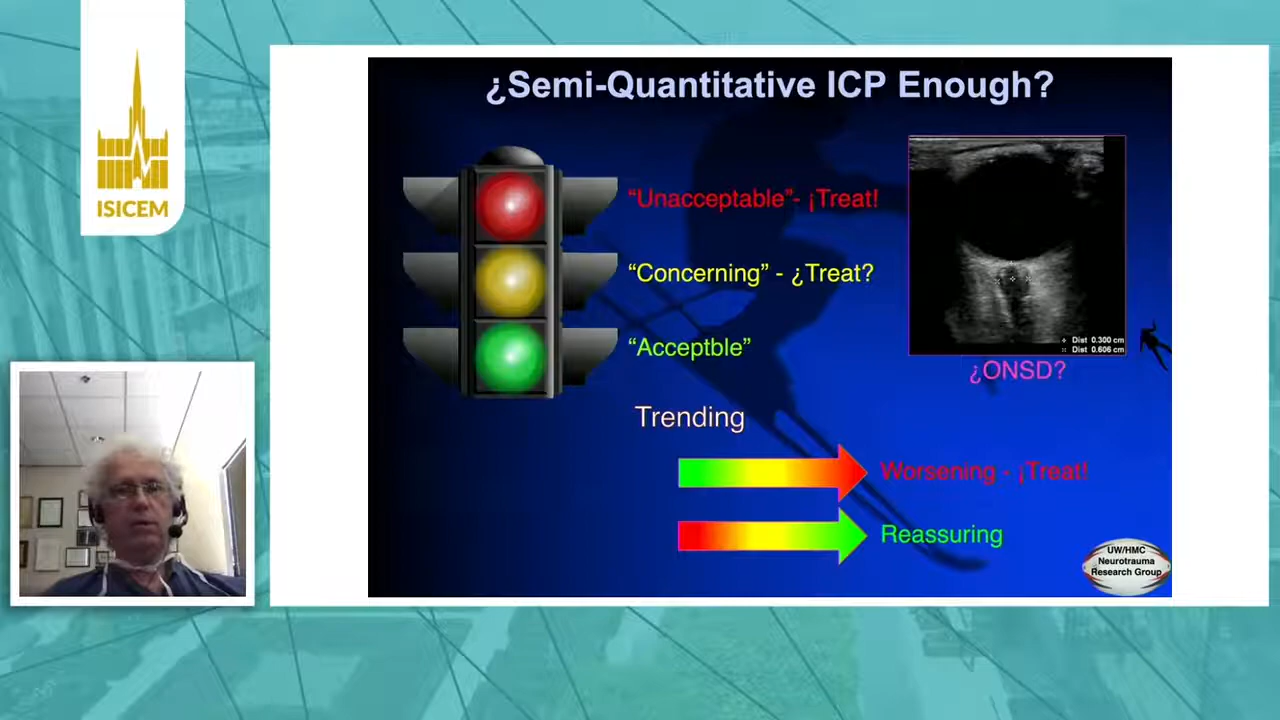 ISICEM
¿Semi-Quantitative ICP Enough?
“Unacceptable”- ¡Treat!
“Concerning” - ¿Treat?
“Acceptble”
Dist 0.300 cm
Dist 0.606 cm
¿ONSD?
Trending
Worsening - ¡Treat!
Reassuring
UW/HMC
Neurotrauma
Research Group